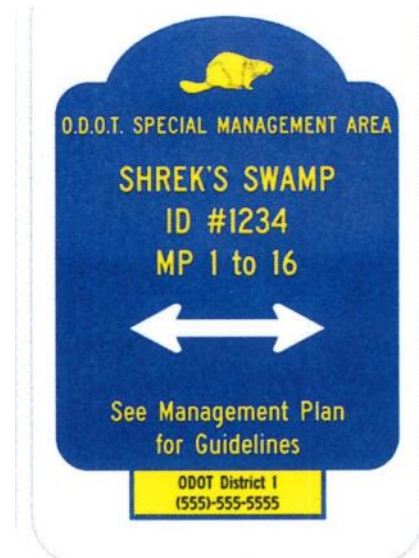 O.D.O.T. SPECIAL MANAGEMENT AREA
SHREK'S SWAMP
ID #1234
MP 1 to 16
See Management Plan
for Guidelines
ODOT District 1
(555)-555-5555